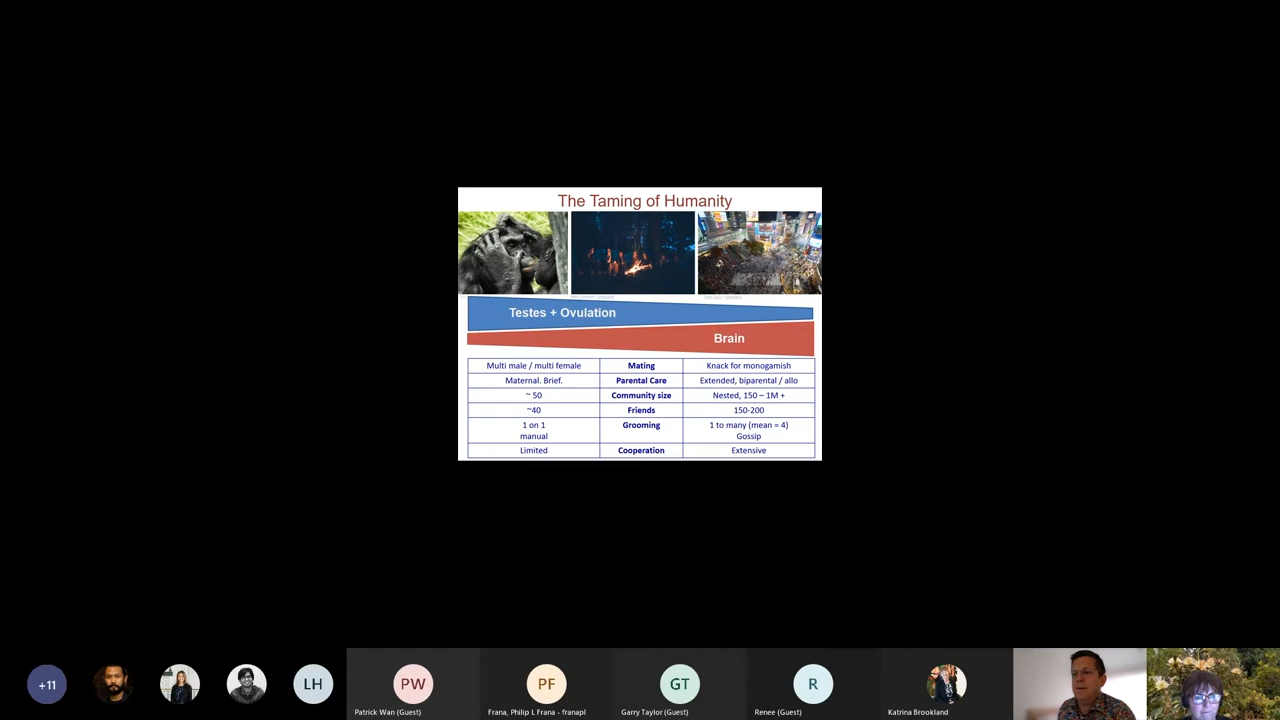 The Taming of Humanity
Testes + Ovulation
Brain
Multi male / multi female Mating Knack for monogamish
Maternal. Brief. Parental Care Extended, biparental / allo
~ 50 Community size Nested, 150 – 1M +
~40 Friends 150-200
1 on 1 Grooming 1 to many (mean = 4)
manual Gossip
Limited Cooperation Extensive
+11
LH
PW
PF
GT
R
Patrick Wan (Guest)
Frana, Philip L Frana - franapl
Garry Taylor (Guest)
Renee (Guest)
Katrina Brookland